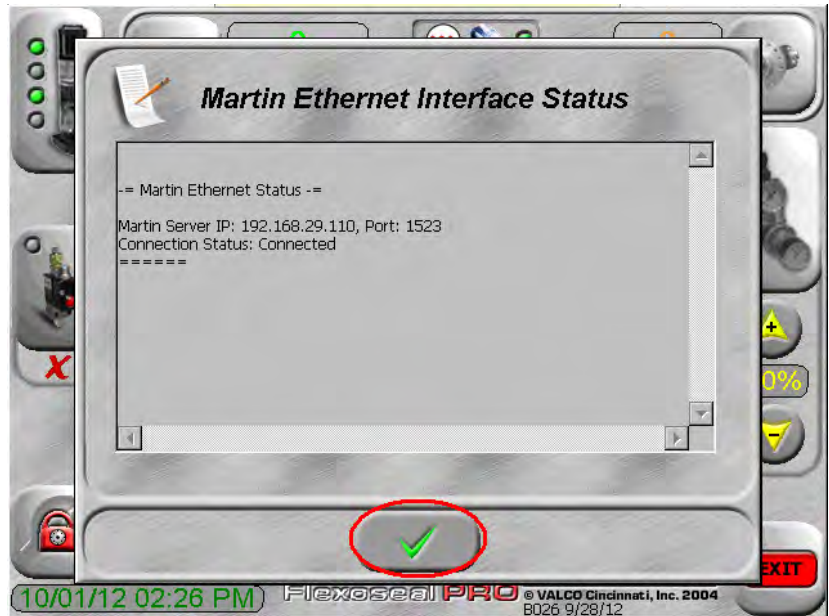 Martin Ethernet Interface Status
-= Martin Ethernet Status -=
Martin Server IP: 192.168.29.110, Port: 1523
Connection Status: Connected
======
X
+
0%
-
EXIT
10/01/12 02:26 PM
Flexoseal PRO
© VALCO Cincinnati, Inc. 2004
B026 9/28/12